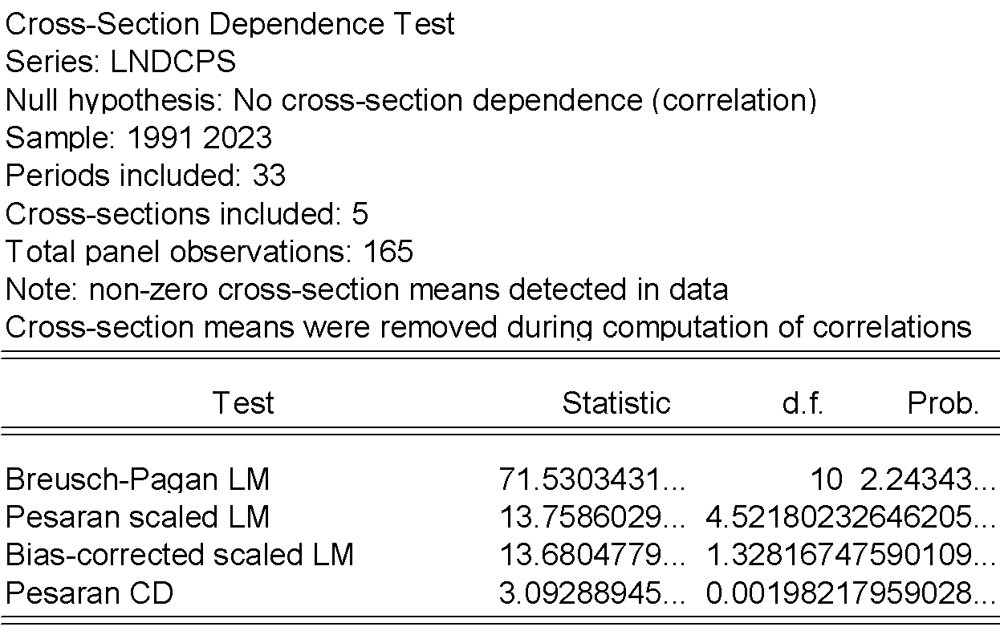 Cross-Section Dependence Test
Series: LNDCPS
Null hypothesis: No cross-section dependence (correlation)
Sample: 1991 2023
Periods included: 33
Cross-sections included: 5
Total panel observations: 165
Note: non-zero cross-section means detected in data
Cross-section means were removed during computation of correlations
Test Statistic d.f. Prob.
Breusch-Pagan LM 71.5303431... 10 2.24343...
Pesaran scaled LM 13.7586029... 4.52180232646205...
Bias-corrected scaled LM 13.6804779... 1.32816747590109...
Pesaran CD 3.09288945... 0.00198217959028...